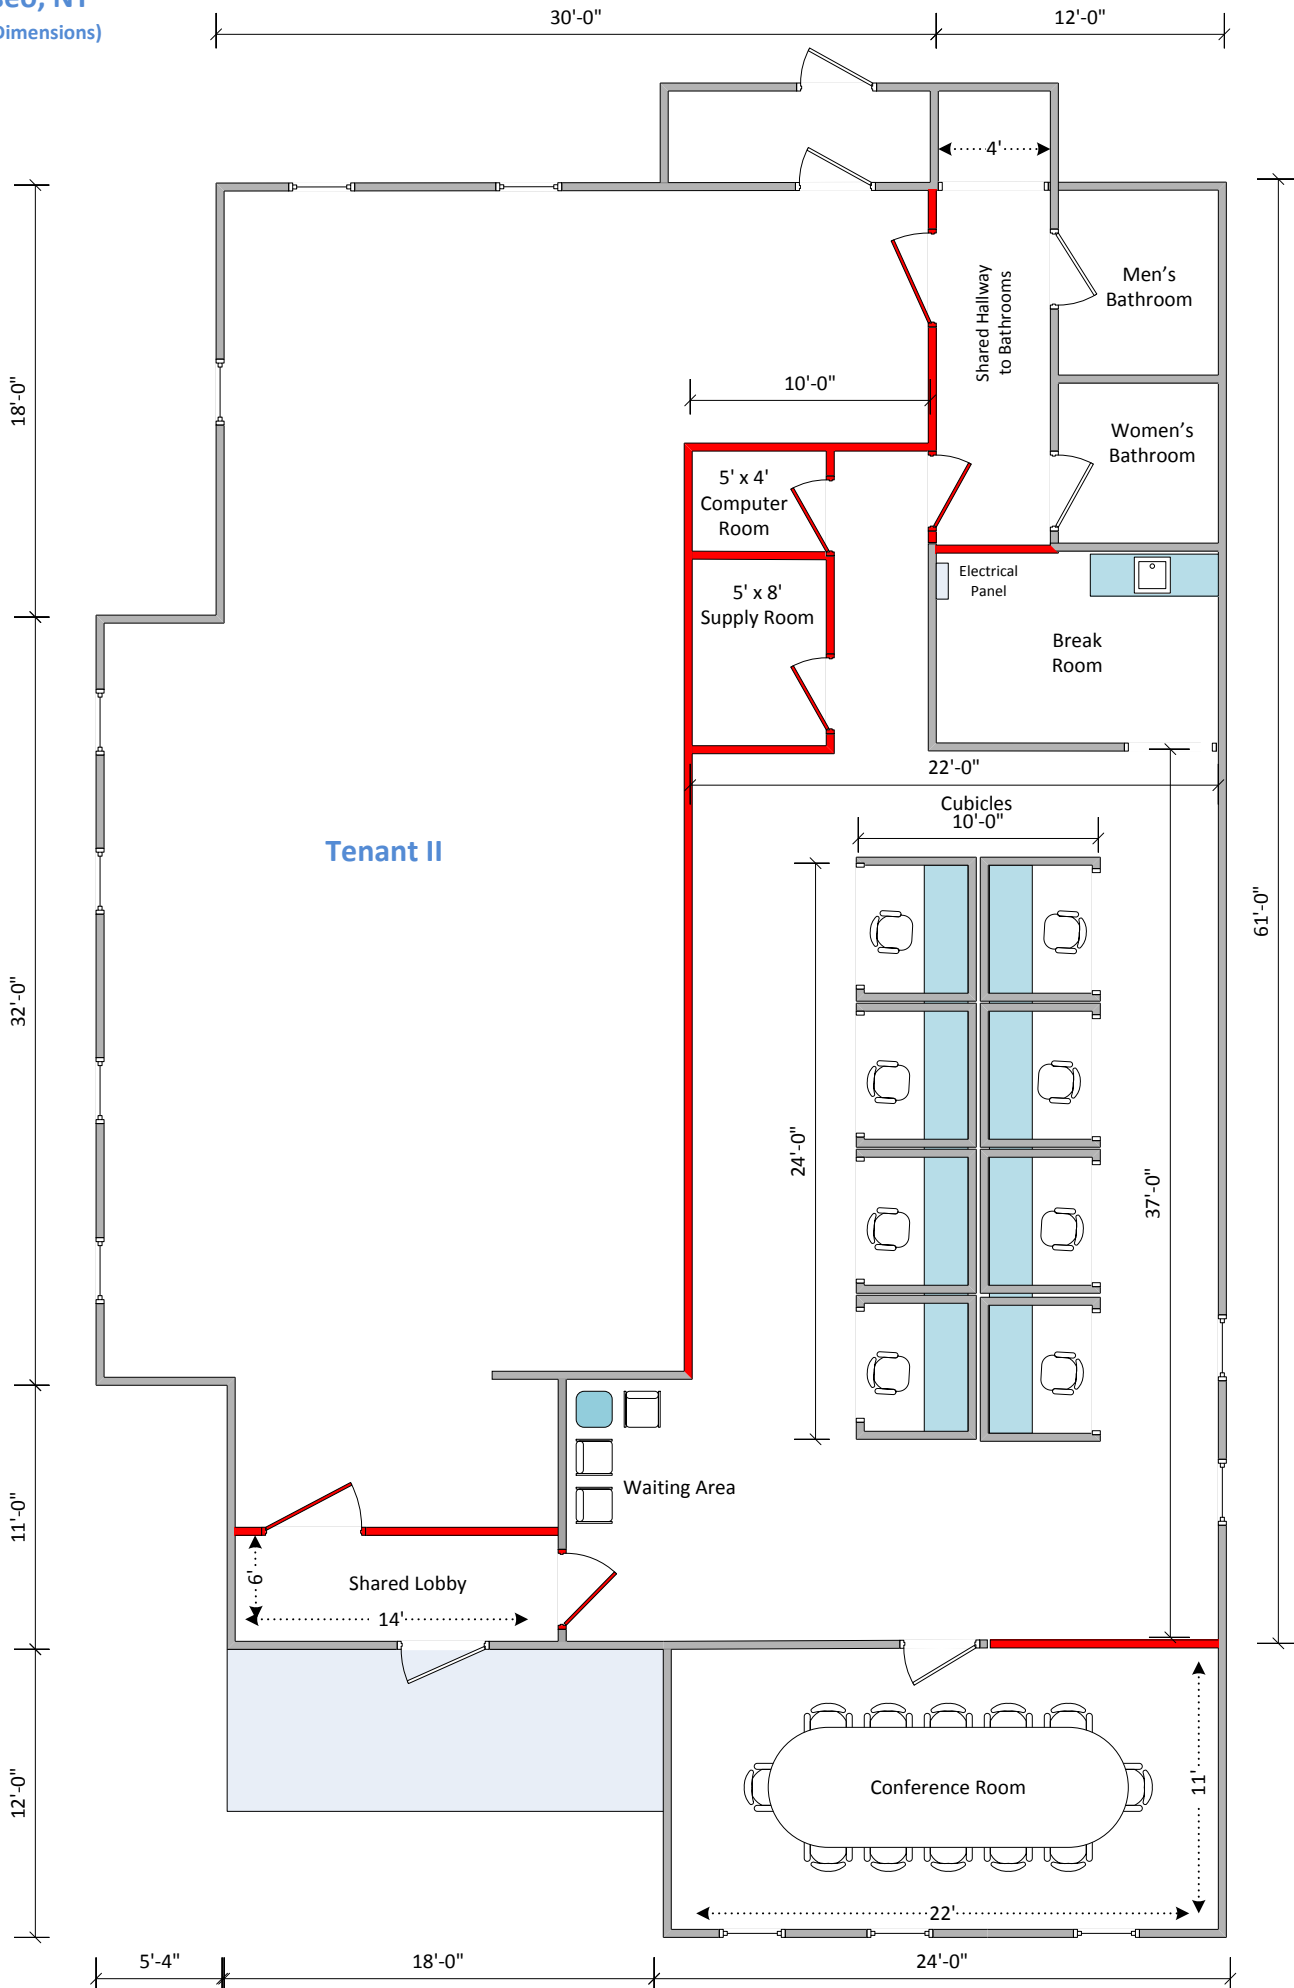 Dimensions)
30'-0"
12'-0"
4'
Men's
Bathroom
Shared Hallway
to Bathrooms
18'-0"
10'-0"
Women's
Bathroom
5' x 4'
Computer
Room
Electrical
Panel
5' x 8'
Supply Room
Break
Room
22'-0"
Cubicles
10'-0"
Tenant II
61'-0"
32'-0"
24'-0"
37'-0"
Waiting Area
11'-0"
6'
Shared Lobby
14'
12'-0"
Conference Room
11'
22'
5'-4"
18'-0"
24'-0"